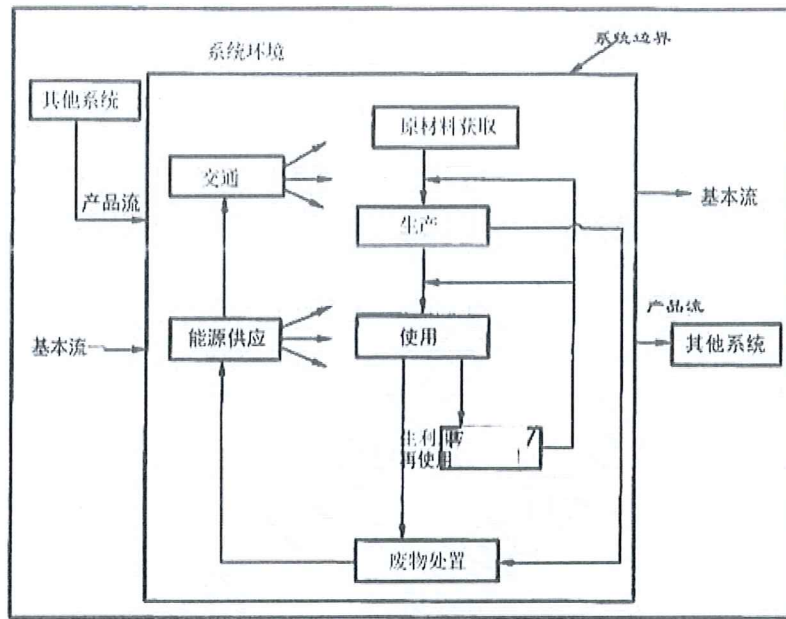 系统环境
系统边界
其他系统
原材料获取
交通
产品流
基本流
生产
产品流
能源供应
使用
基本流
其他系统
生利
再使用
废物处置